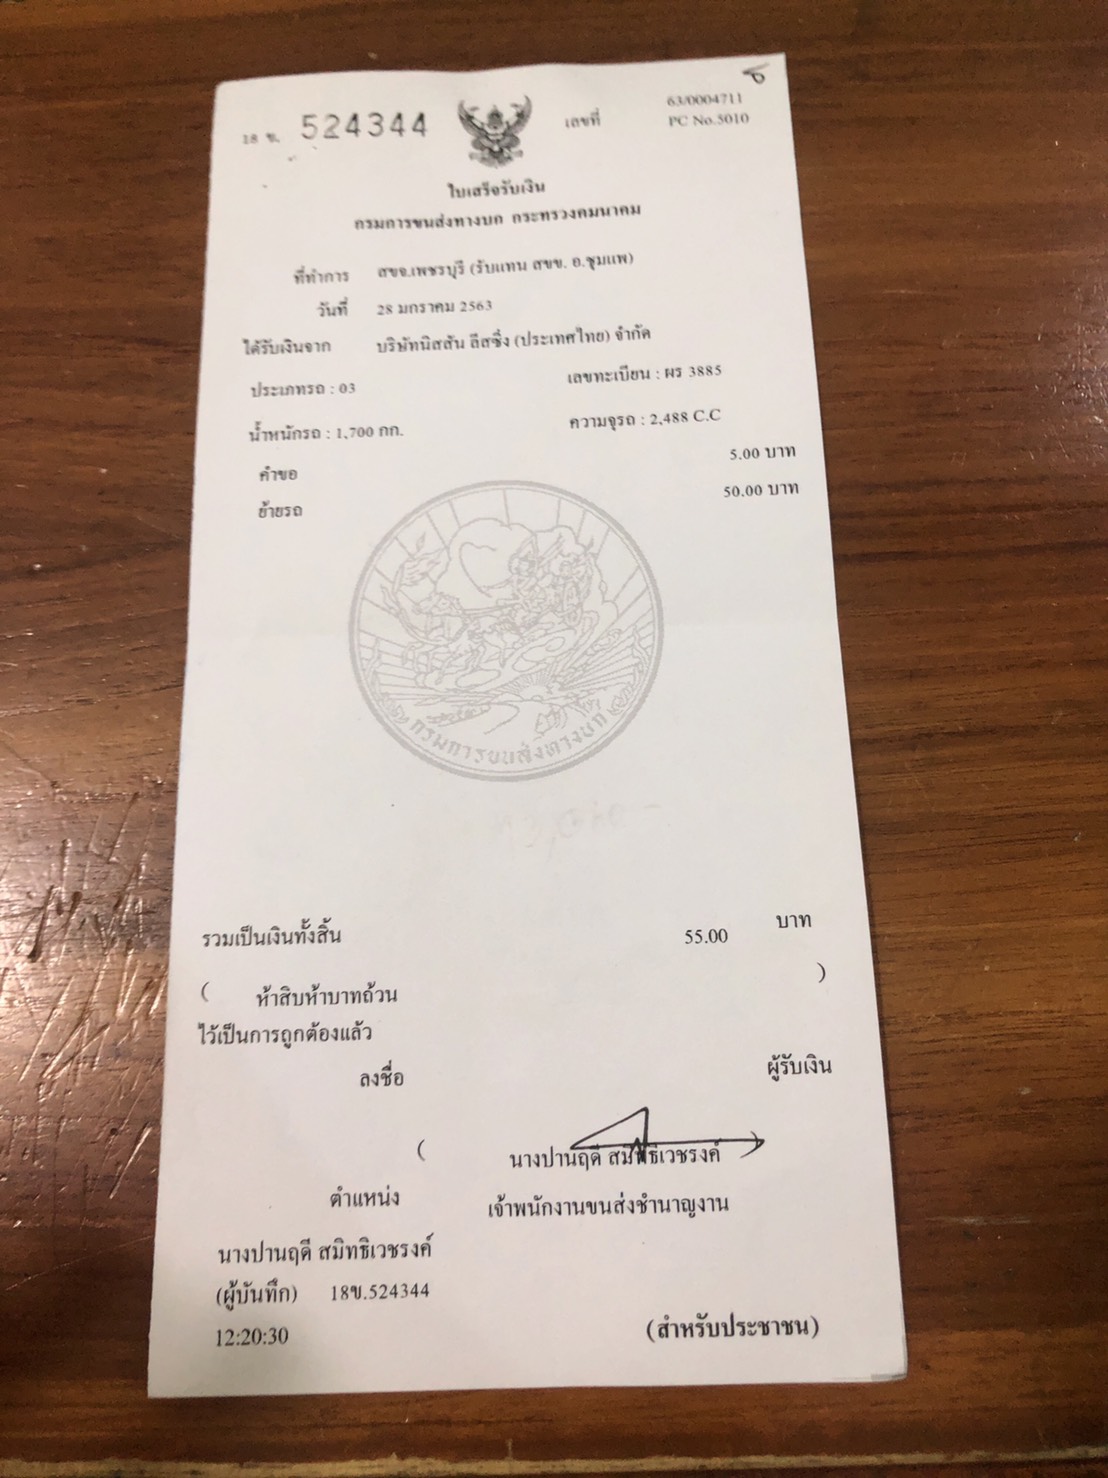 18 ข. 524344 เลขที่ 63/0004711
PC No.5010
ใบเสร็จรับเงิน
กรมการขนส่งทางบก กระทรวงคมนาคม
ที่ทำการ สขจ.เพชรบุรี (รับแทน สขข. อ.ชุมแพ)
วันที่ 28 มกราคม 2563
ได้รับเงินจาก บริษัทนิสสัน ลีสซิ่ง (ประเทศไทย) จำกัด
ประเภทรถ : 03 เลขทะเบียน : ผร 3885
น้ำหนักรถ : 1,700 กก. ความจุรถ : 2,488 C.C
คำขอ 5.00 บาท
ย้ายรถ 50.00 บาท
กรมการขนส่งทางบก
รวมเป็นเงินทั้งสิ้น 55.00 บาท
( ห้าสิบห้าบาทถ้วน )
ไว้เป็นการถูกต้องแล้ว
ลงชื่อ ผู้รับเงิน
( นางปานฤดี สมิทธิเวชรงค์ )
ตำแหน่ง เจ้าพนักงานขนส่งชำนาญงาน
นางปานฤดี สมิทธิเวชรงค์
(ผู้บันทึก) 18ข.524344
12:20:30 (สำหรับประชาชน)